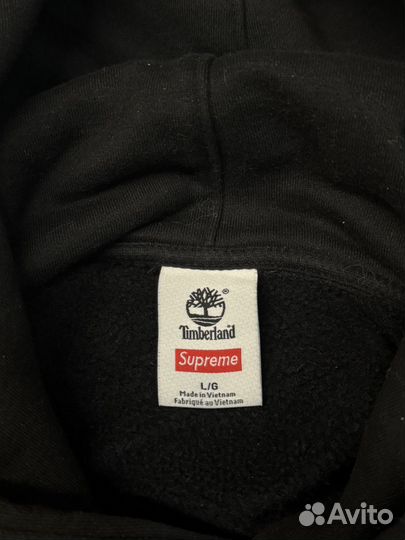 ®
Timberland
Supreme
L/G
Made in Vietnam
Fabriqué au Vietnam
Avito